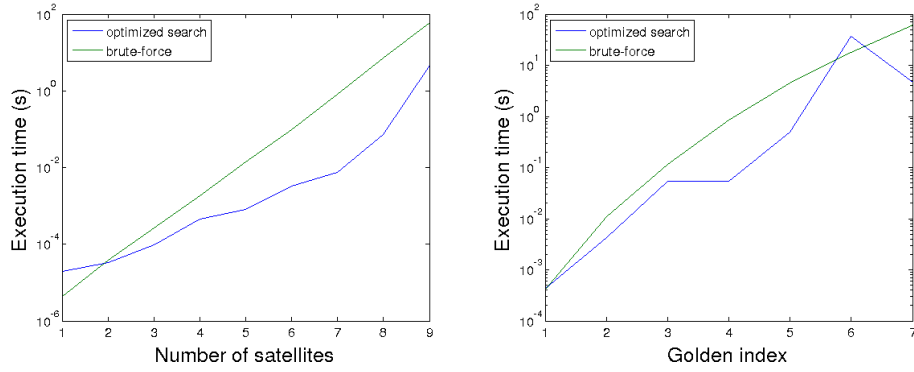 optimized search
brute-force
10^2
10^0
10^-2
10^-4
10^-6
Execution time (s)
1 2 3 4 5 6 7 8 9
Number of satellites
optimized search
brute-force
10^2
10^1
10^0
10^-1
10^-2
10^-3
10^-4
Execution time (s)
1 2 3 4 5 6 7
Golden index